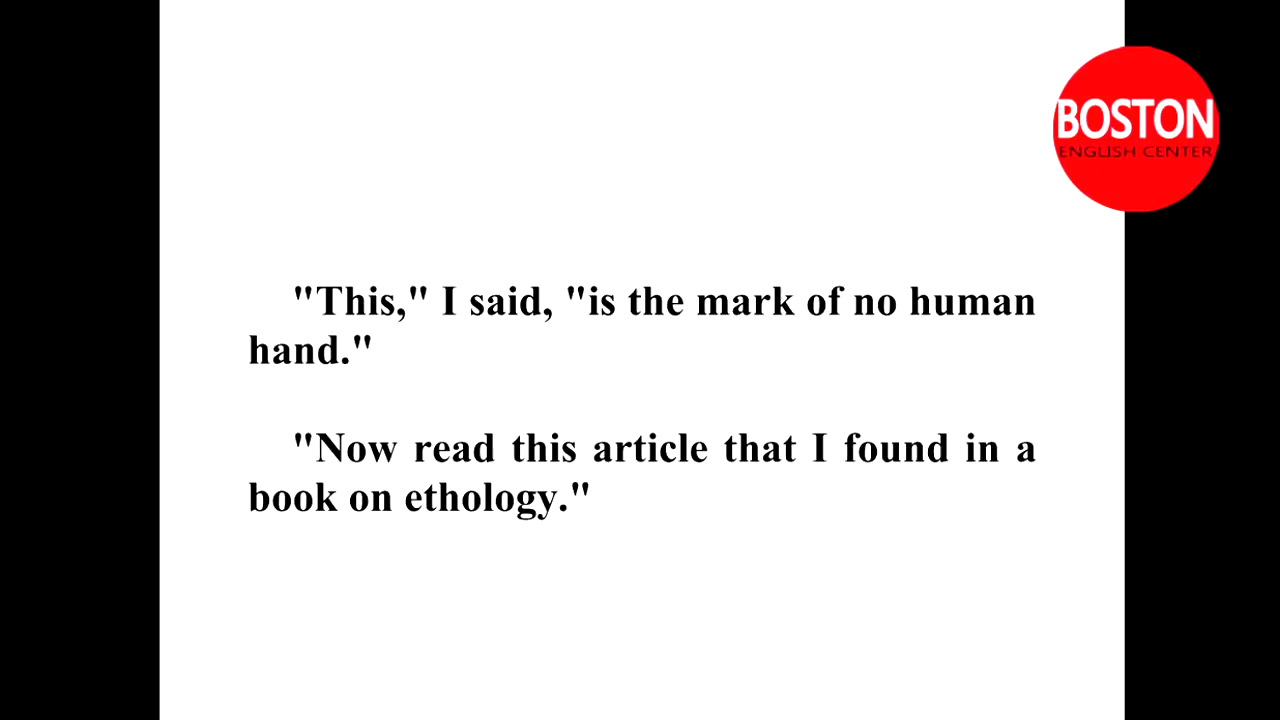 BOSTON
ENGLISH CENTER
"This," I said, "is the mark of no human
hand."
"Now read this article that I found in a
book on ethology."